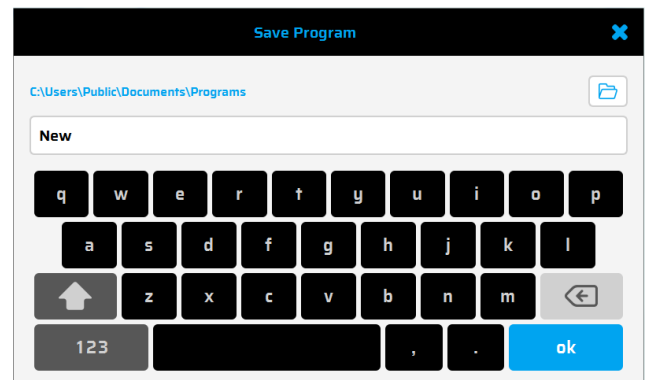 Save Program
C:\Users\Public\Documents\Programs
New
q w e r t y u i o p
a s d f g h j k l
z x c v b n m
123 , . ok